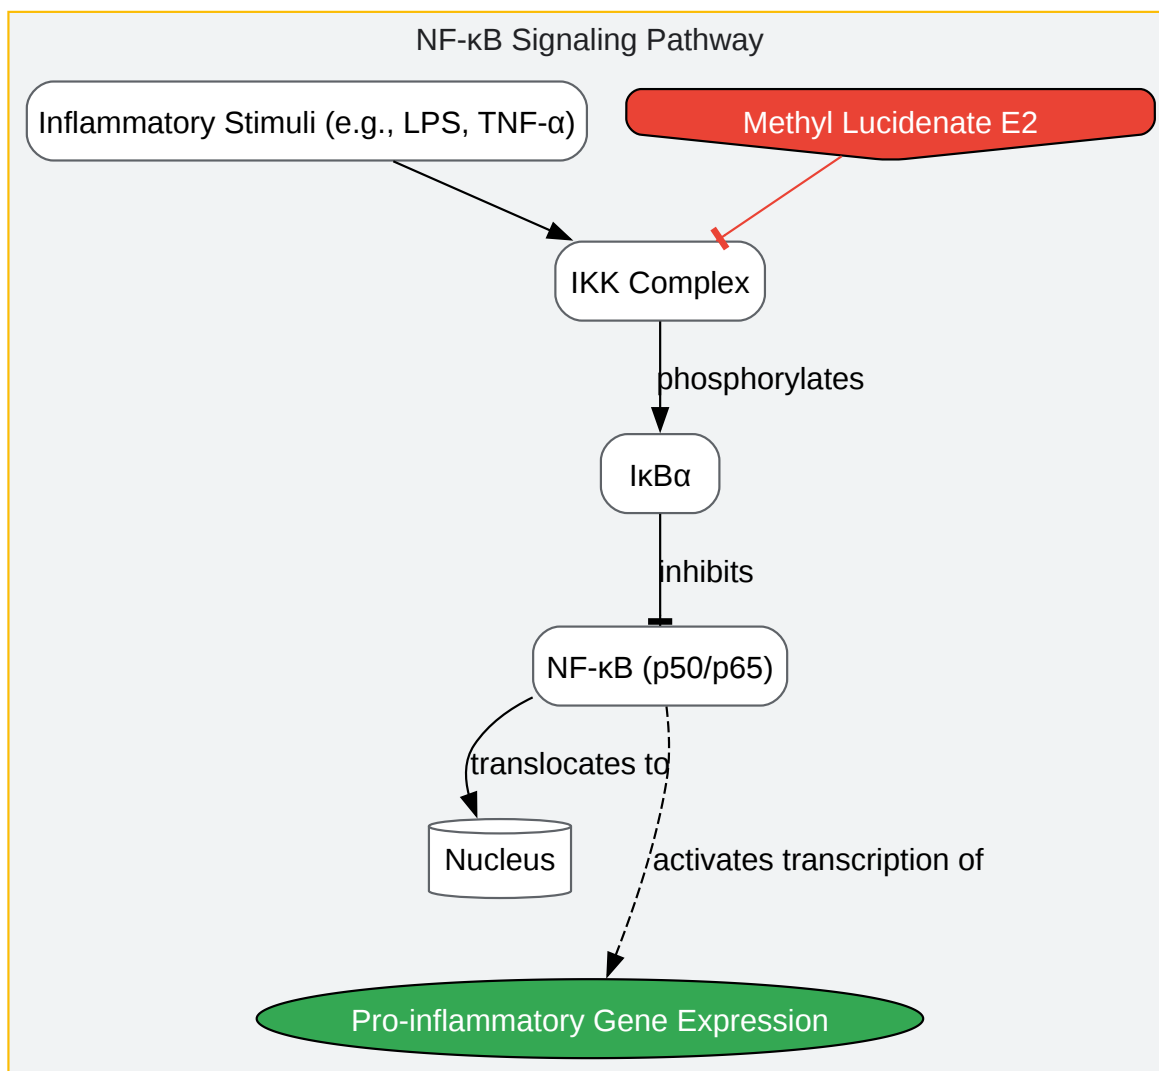 NF-κB Signaling Pathway
Inflammatory Stimuli (e.g., LPS, TNF-α)
Methyl Lucidenate E2
IKK Complex
phosphorylates
IκBα
inhibits
NF-κB (p50/p65)
translocates to
Nucleus
activates transcription of
Pro-inflammatory Gene Expression